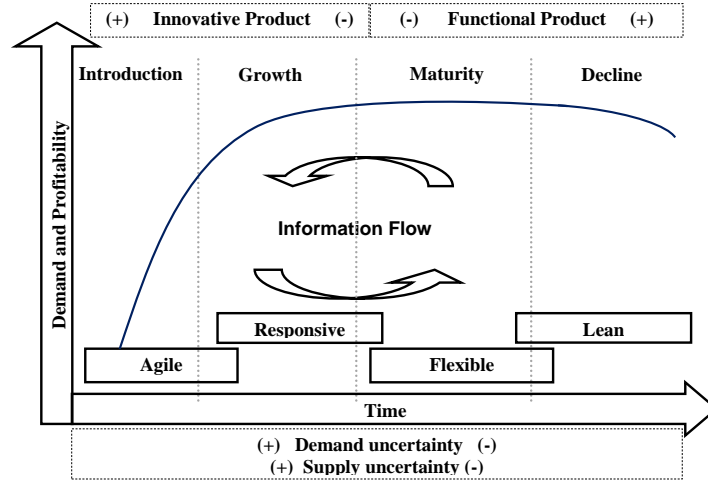 (+) Innovative Product (-) (-) Functional Product (+)
Introduction Growth Maturity Decline
Demand and Profitability
Information Flow
Responsive Lean
Agile Flexible
Time
(+) Demand uncertainty (-)
(+) Supply uncertainty (-)